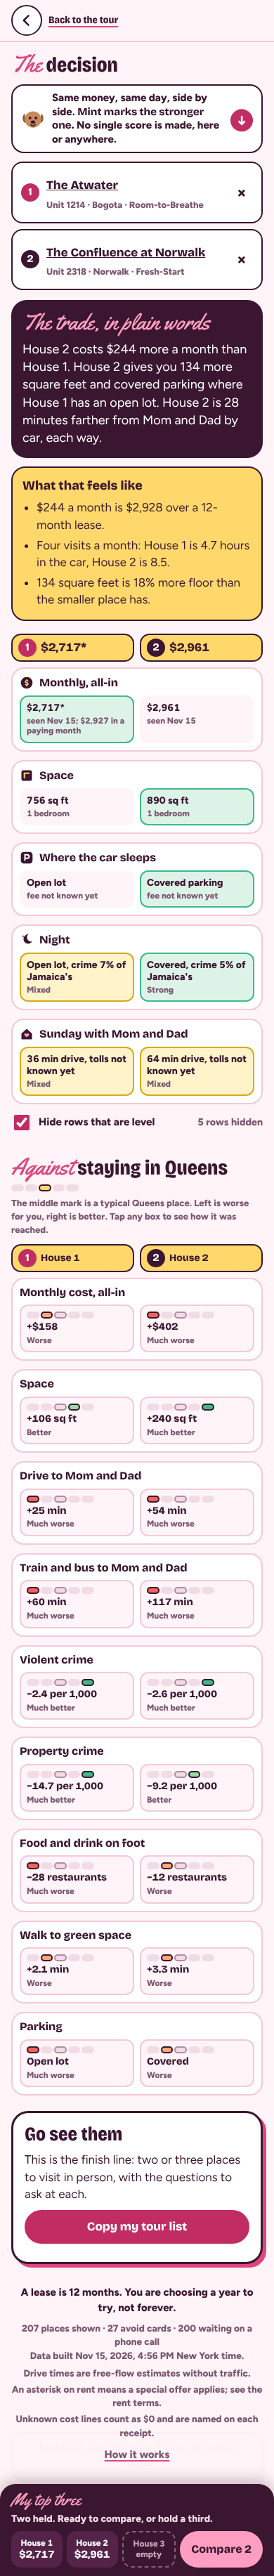 Back to the tour
The decision
Same money, same day, side by
side. Mint marks the stronger
one. No single score is made, here
or anywhere.
1 The Atwater ×
Unit 1214 · Bogota · Room-to-Breathe
2 The Confluence at Norwalk ×
Unit 2318 · Norwalk · Fresh-Start
The trade, in plain words
House 2 costs $244 more a month than
House 1. House 2 gives you 134 more
square feet and covered parking where
House 1 has an open lot. House 2 is 28
minutes farther from Mom and Dad by
car, each way.
What that feels like
• $244 a month is $2,928 over a 12-
month lease.
• Four visits a month: House 1 is 4.7 hours
in the car, House 2 is 8.5.
• 134 square feet is 18% more floor than
the smaller place has.
1 $2,717* 2 $2,961
Monthly, all-in
$2,717* $2,961
seen Nov 15; $2,927 in a seen Nov 15
paying month
Space
756 sq ft 890 sq ft
1 bedroom 1 bedroom
P Where the car sleeps
Open lot Covered parking
fee not known yet fee not known yet
Night
Open lot, crime 7% of Covered, crime 5% of
Jamaica's Jamaica's
Mixed Strong
Sunday with Mom and Dad
36 min drive, tolls not 64 min drive, tolls not
known yet known yet
Mixed Mixed
Hide rows that are level 5 rows hidden
Against staying in Queens
The middle mark is a typical Queens place. Left is worse
for you, right is better. Tap any box to see how it was
reached.
1 House 1 2 House 2
Monthly cost, all-in
+$158 +$402
Worse Much worse
Space
+106 sq ft +240 sq ft
Better Much better
Drive to Mom and Dad
+25 min +54 min
Much worse Much worse
Train and bus to Mom and Dad
+60 min +117 min
Much worse Much worse
Violent crime
−2.4 per 1,000 −2.6 per 1,000
Much better Much better
Property crime
−14.7 per 1,000 −9.2 per 1,000
Much better Better
Food and drink on foot
−28 restaurants −12 restaurants
Much worse Worse
Walk to green space
+2.1 min +3.3 min
Worse Worse
Parking
Open lot Covered
Much worse Worse
Go see them
This is the finish line: two or three places
to visit in person, with the questions to
ask at each.
Copy my tour list
A lease is 12 months. You are choosing a year to
try, not forever.
207 places shown · 27 avoid cards · 200 waiting on a
phone call
Data built Nov 15, 2026, 4:56 PM New York time.
Drive times are free-flow estimates without traffic.
An asterisk on rent means a special offer applies; see the
rent terms.
Unknown cost lines count as $0 and are named on each
receipt.
How it works
My top three
Two held. Ready to compare, or hold a third.
House 1 House 2 House 3 Compare 2
$2,717 $2,961 empty